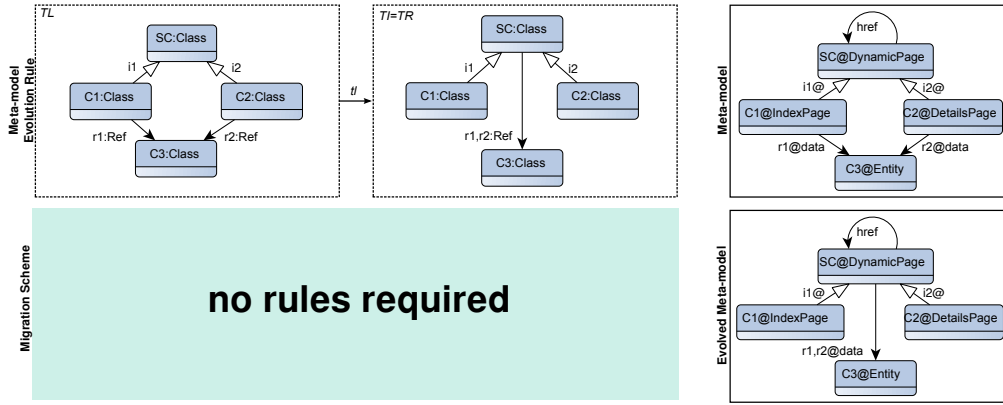 Meta-model
Evolution Rule
TL
SC:Class
i1
i2
C1:Class
C2:Class
r1:Ref
r2:Ref
C3:Class
tl
TI=TR
SC:Class
i1
i2
C1:Class
C2:Class
r1,r2:Ref
C3:Class
Meta-model
href
SC@DynamicPage
i1@
i2@
C1@IndexPage
C2@DetailsPage
r1@data
r2@data
C3@Entity
Migration Scheme
no rules required
Evolved Meta-model
href
SC@DynamicPage
i1@
i2@
C1@IndexPage
C2@DetailsPage
r1,r2@data
C3@Entity